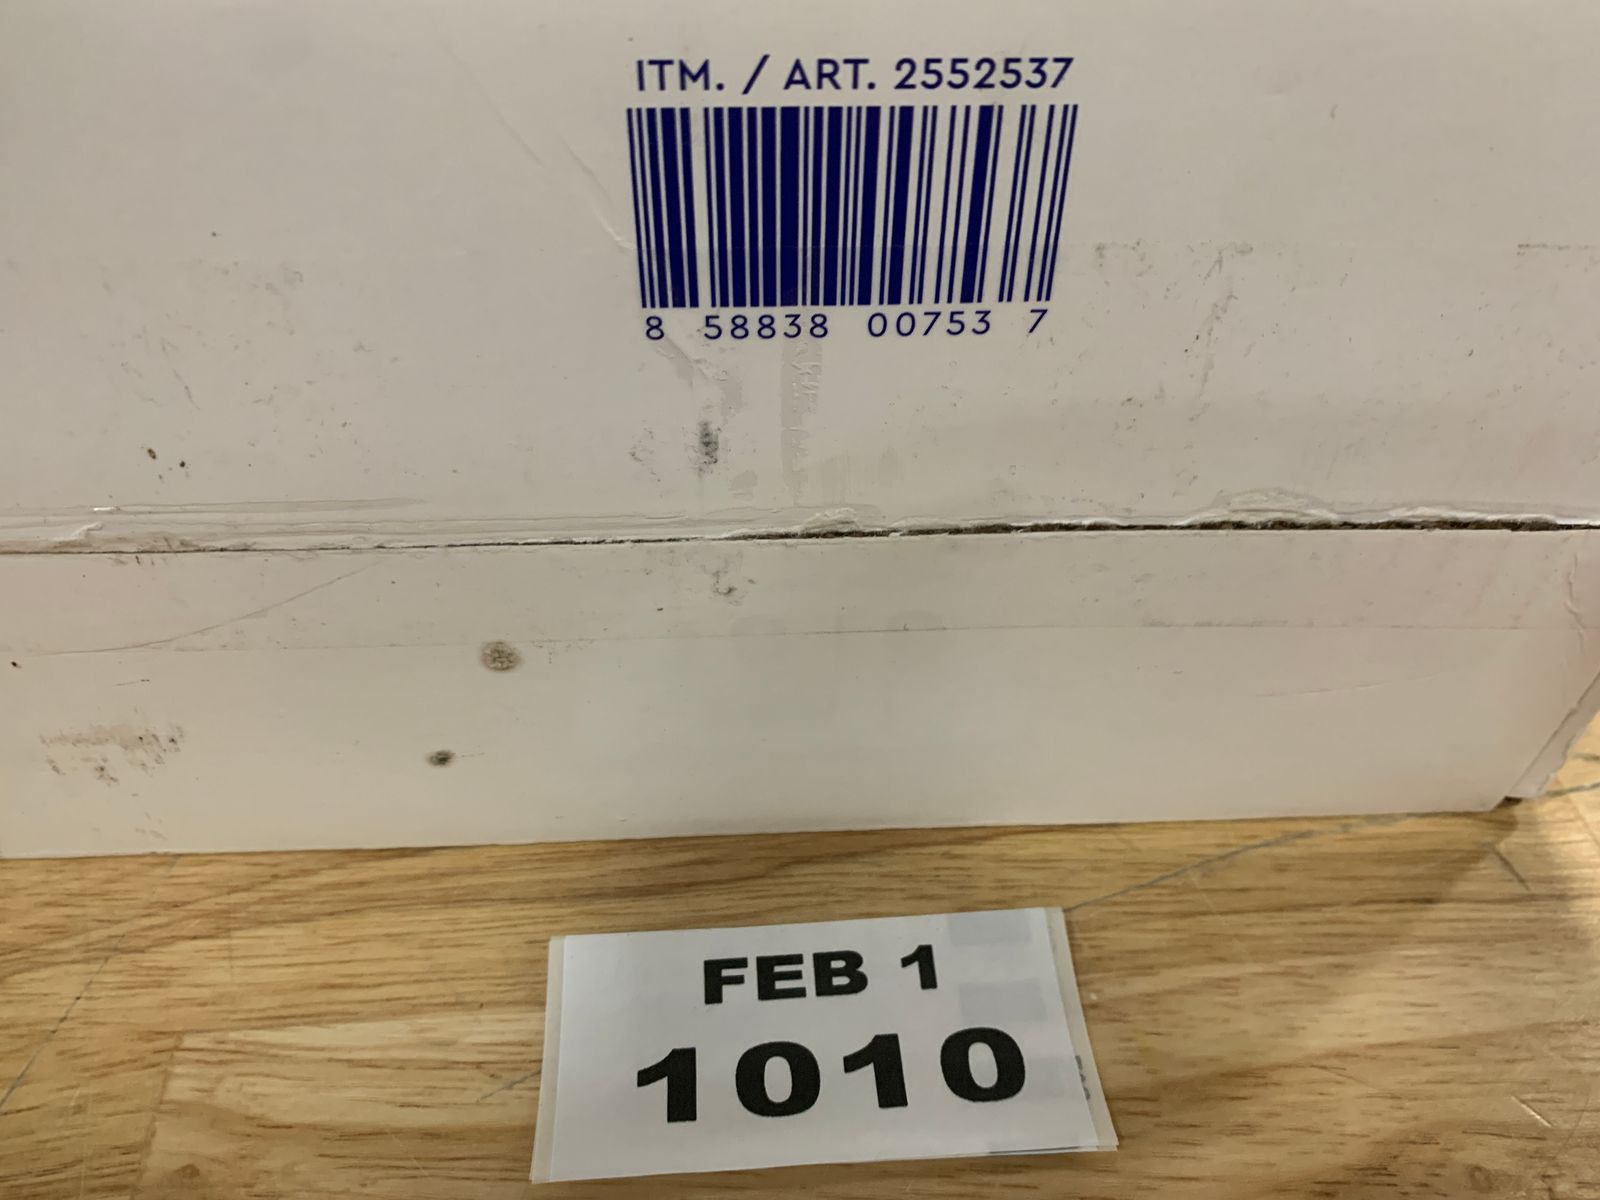 ITM. / ART. 2552537
8 58838 00753 7
FEB 1
1010